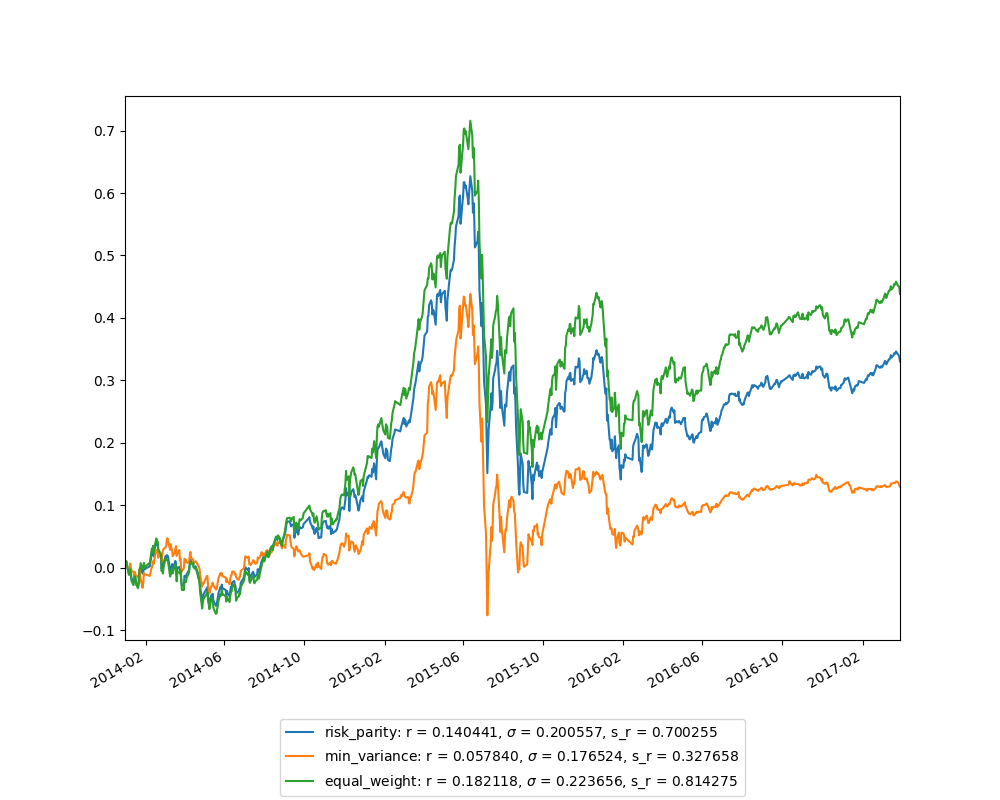 0.7
0.6
0.5
0.4
0.3
0.2
0.1
0.0
−0.1
2014-02 2014-06 2014-10 2015-02 2015-06 2015-10 2016-02 2016-06 2016-10 2017-02
risk_parity: r = 0.140441, σ = 0.200557, s_r = 0.700255
min_variance: r = 0.057840, σ = 0.176524, s_r = 0.327658
equal_weight: r = 0.182118, σ = 0.223656, s_r = 0.814275